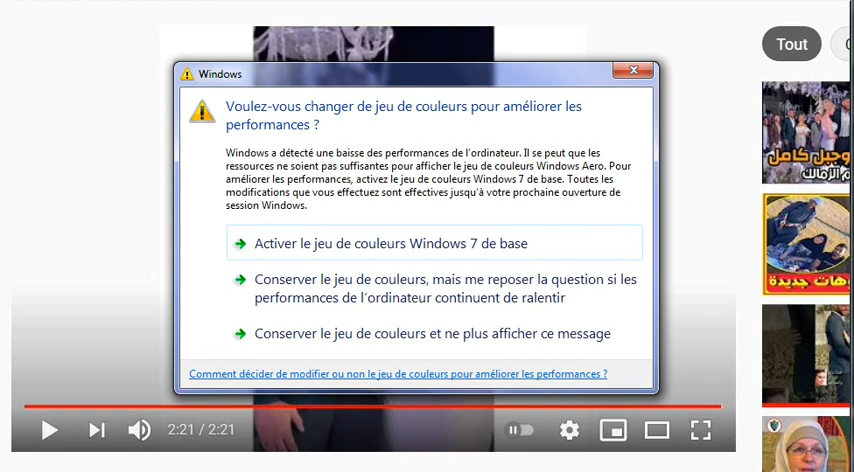 Windows
Voulez-vous changer de jeu de couleurs pour améliorer les
performances ?
Windows a détecté une baisse des performances de l'ordinateur. Il se peut que les
ressources ne soient pas suffisantes pour afficher le jeu de couleurs Windows Aero. Pour
améliorer les performances, activez le jeu de couleurs Windows 7 de base. Toutes les
modifications que vous effectuez sont effectives jusqu'à votre prochaine ouverture de
session Windows.
Activer le jeu de couleurs Windows 7 de base
Conserver le jeu de couleurs, mais me reposer la question si les
performances de l'ordinateur continuent de ralentir
Conserver le jeu de couleurs et ne plus afficher ce message
Comment décider de modifier ou non le jeu de couleurs pour améliorer les performances ?
2:21 / 2:21
Tout
وجبل كامل
م الزمالك
وهات جديدة